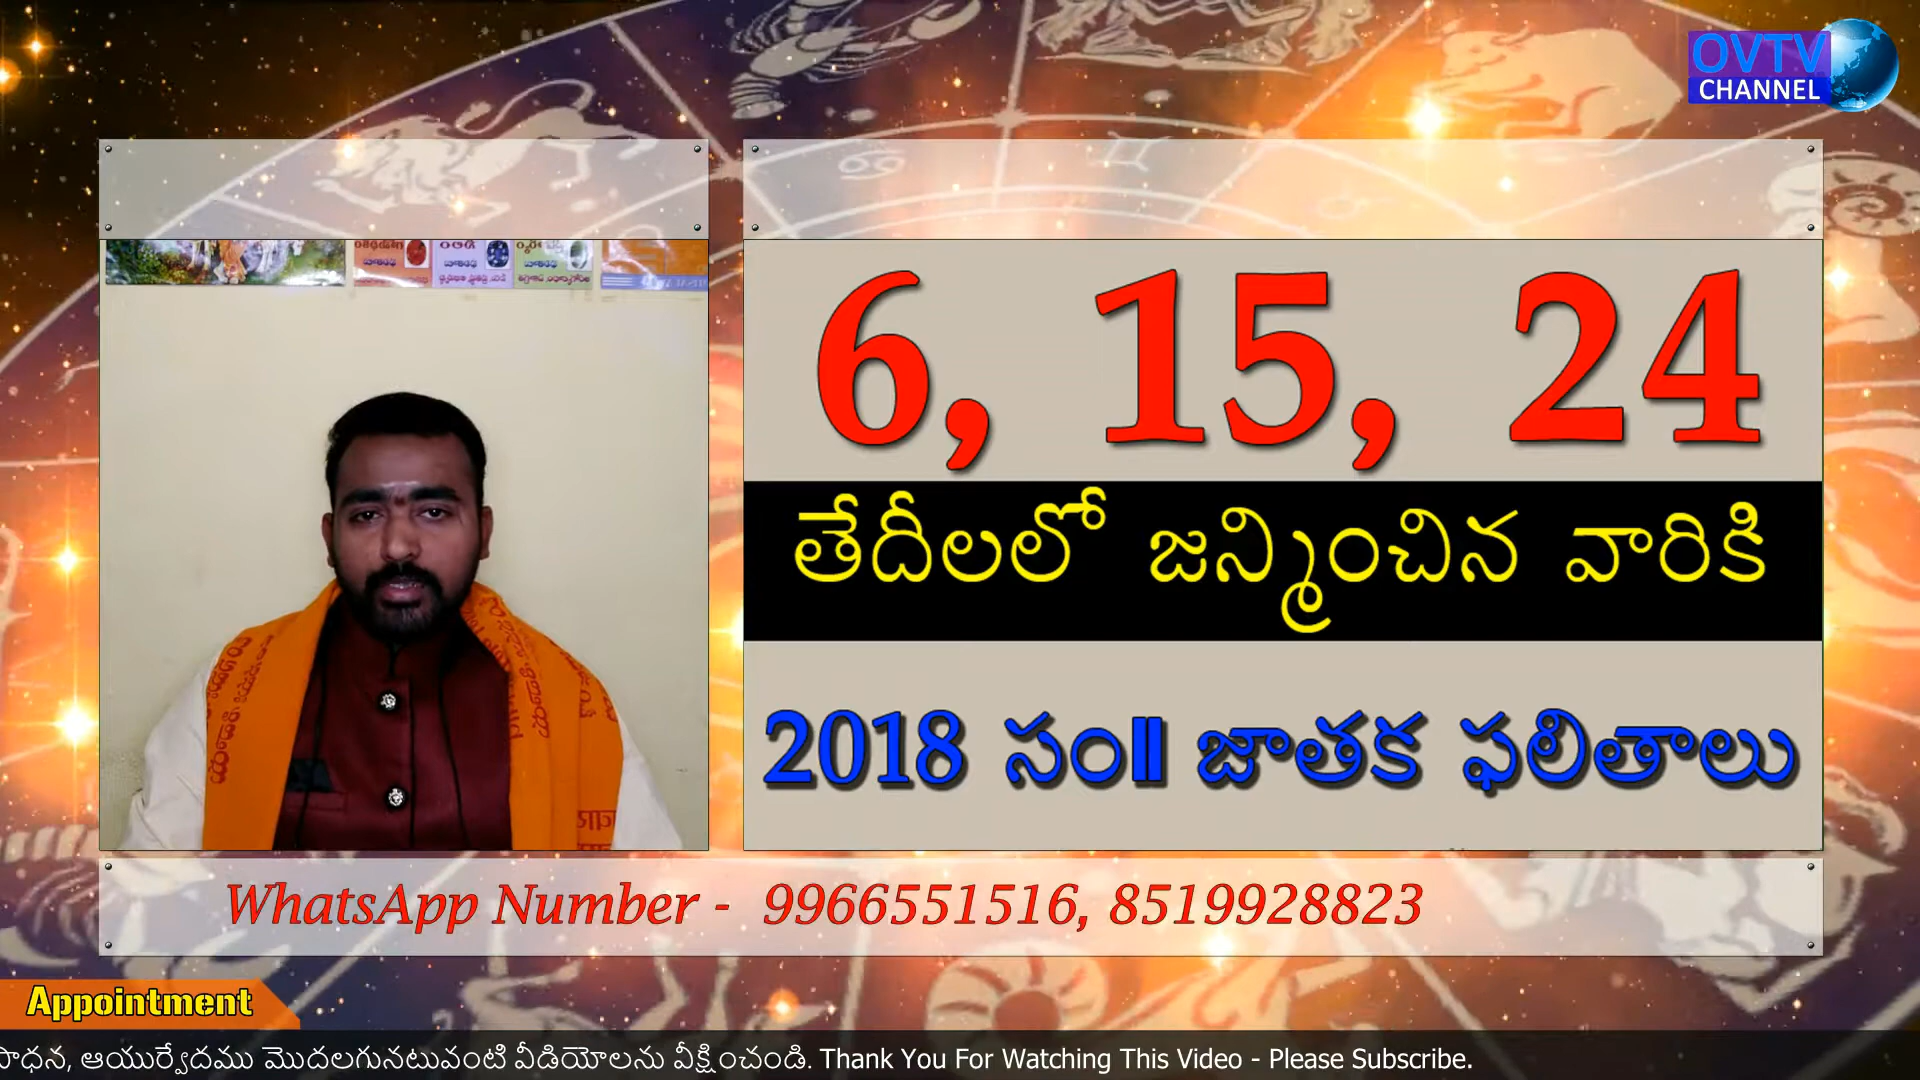 OVTV
CHANNEL
6, 15, 24
తేదీలలో జన్మించిన వారికి
2018 సం॥ జాతక ఫలితాలు
WhatsApp Number - 9966551516, 8519928823
Appointment
ఆయుర్వేదము మొదలగునటువంటి వీడియోలను వీక్షించండి. Thank You For Watching This Video - Please Subscribe.